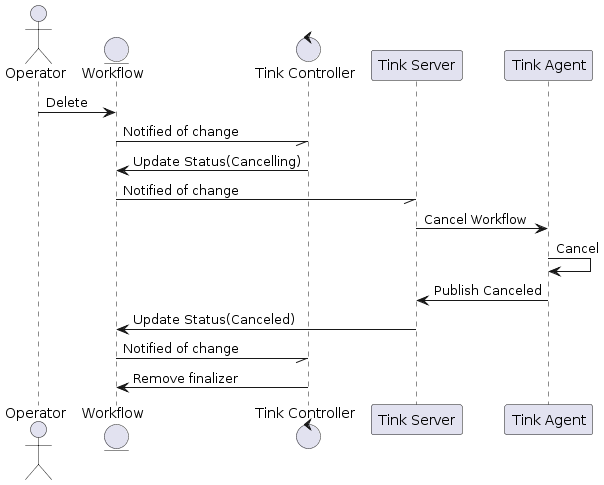 Operator
Workflow
Tink Controller
Tink Server
Tink Agent
Delete
Notified of change
Update Status(Cancelling)
Notified of change
Cancel Workflow
Cancel
Publish Canceled
Update Status(Canceled)
Notified of change
Remove finalizer
Operator
Workflow
Tink Controller
Tink Server
Tink Agent